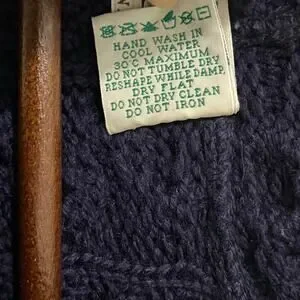 HAND WASH IN
COOL WATER
30°C MAXIMUM
DO NOT TUMBLE DRY
RESHAPE WHILE DAMP
DRY FLAT
DO NOT DRY CLEAN
DO NOT IRON